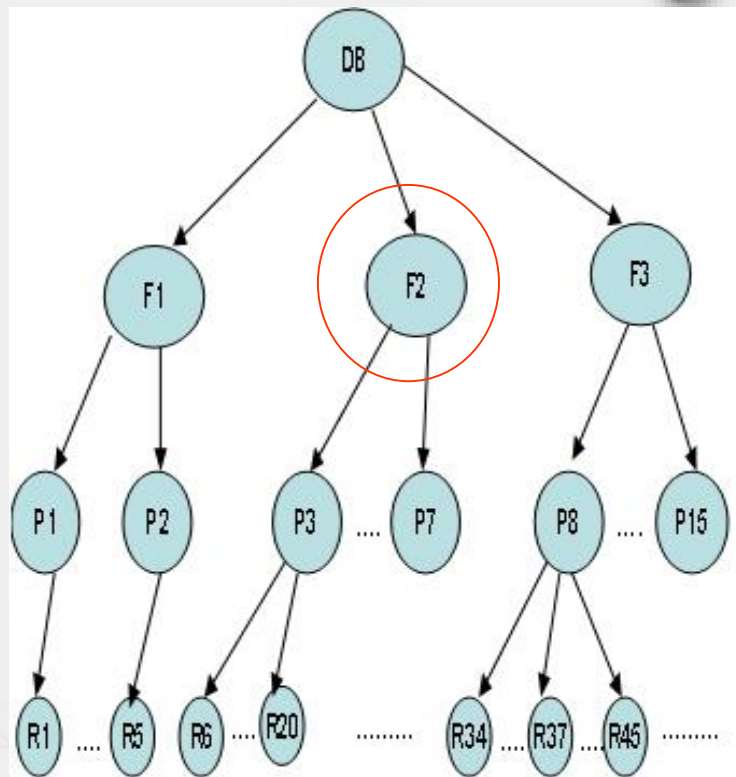 DB
F1 F2 F3
P1 P2 P3 .... P7 P8 .... P15
R1 .... R5 R6 .... R20 ......... R34 .... R37 .... R45 .........